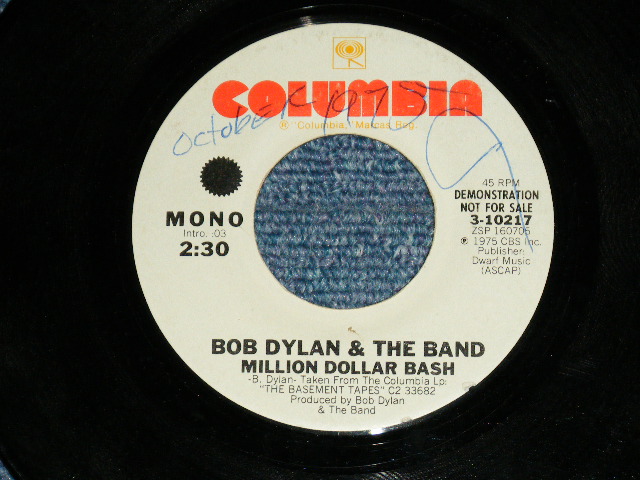 COLUMBIA
® "Columbia," Marcas Reg.
October 1975
MONO
Intro. :03
2:30
45 RPM
DEMONSTRATION
NOT FOR SALE
3-10217
ZSP 160705
℗ 1975 CBS Inc.
Publisher:
Dwarf Music
(ASCAP)
BOB DYLAN & THE BAND
MILLION DOLLAR BASH
-B. Dylan- Taken From The Columbia Lp:
"THE BASEMENT TAPES" C2 33682
Produced by Bob Dylan
& The Band